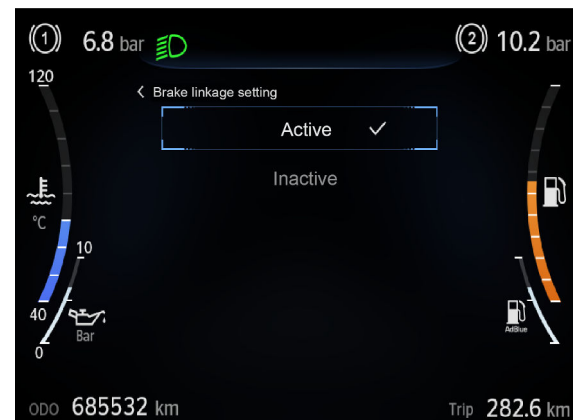 (1) 6.8 bar
(2) 10.2 bar
120
< Brake linkage setting
Active ✓
Inactive
°C
10
40
Bar
0
AdBlue
ODO 685532 km
Trip 282.6 km